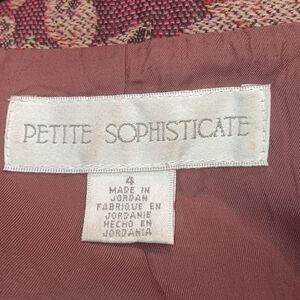 PETITE SOPHISTICATE
4
MADE IN
JORDAN
FABRIQUE EN
JORDANIE
HECHO EN
JORDANIA